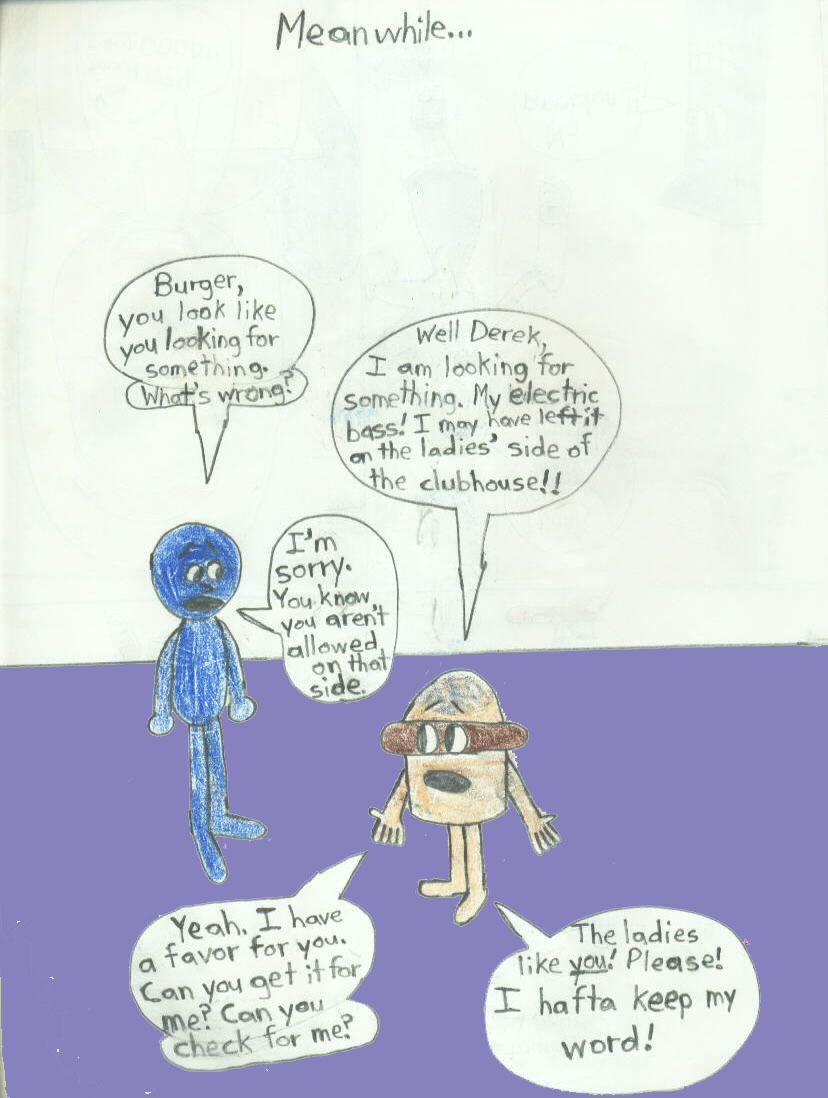 Meanwhile...
Burger,
you look like
you looking for
something.
What's wrong?
Well Derek,
I am looking for
something. My electric
bass! I may have left it
on the ladies' side of
the clubhouse!!
I'm
sorry.
You know,
you aren't
allowed
on that
side.
Yeah. I have
a favor for you.
Can you get it for
me? Can you
check for me?
The ladies
like you! Please!
I hafta keep my
word!